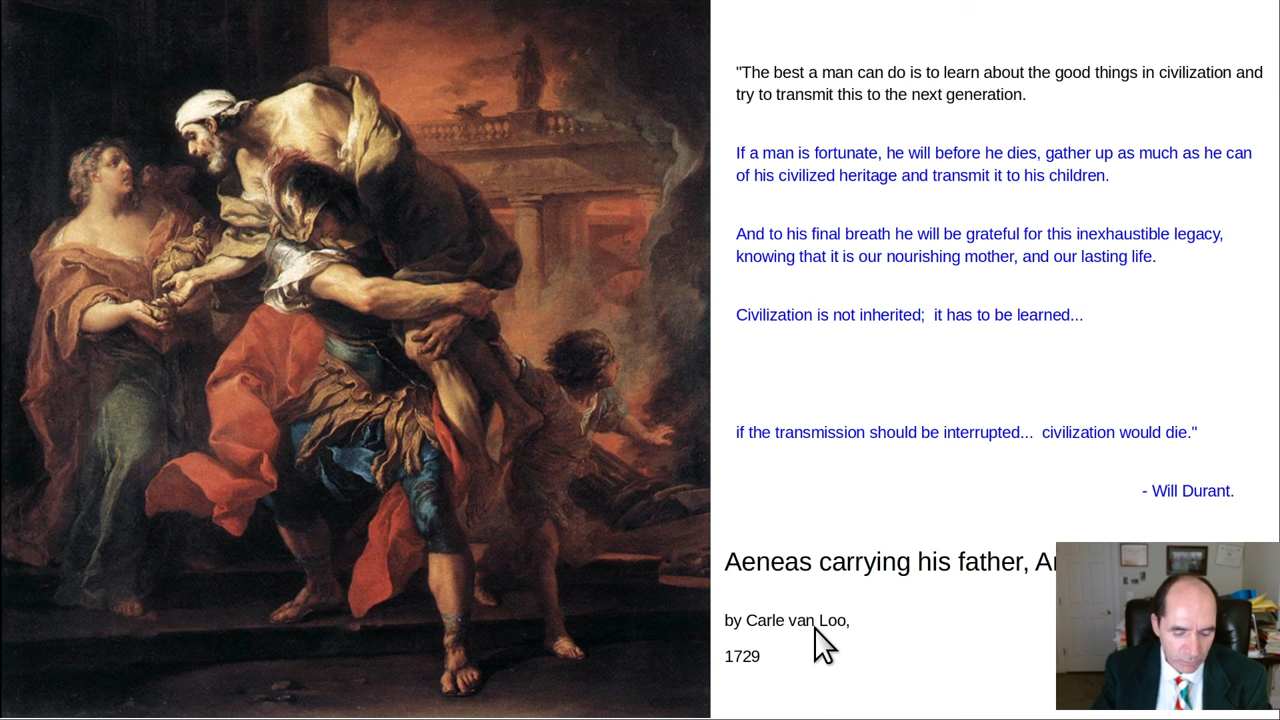 "The best a man can do is to learn about the good things in civilization and
try to transmit this to the next generation.
If a man is fortunate, he will before he dies, gather up as much as he can
of his civilized heritage and transmit it to his children.
And to his final breath he will be grateful for this inexhaustible legacy,
knowing that it is our nourishing mother, and our lasting life.
Civilization is not inherited;  it has to be learned...
if the transmission should be interrupted...  civilization would die."
- Will Durant.
Aeneas carrying his father,
by Carle van Loo,
1729